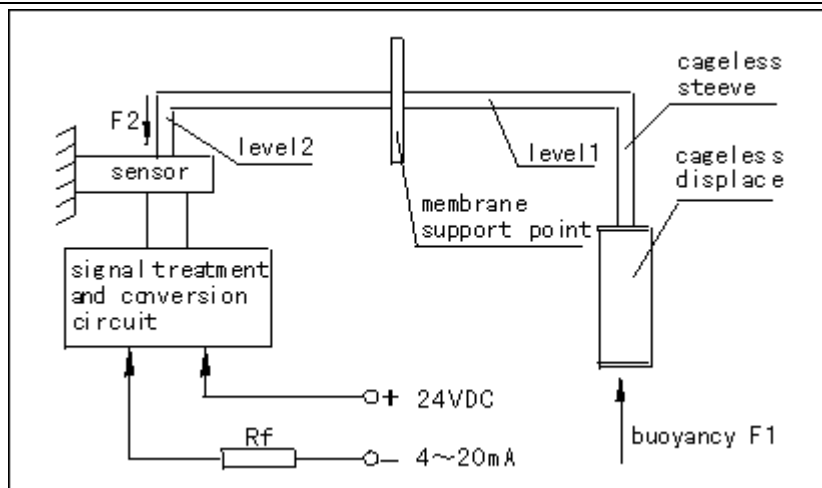 cageless
steeve
F2
level2
level1
cageless
displace
sensor
membrane
support point
signal treatment
and conversion
circuit
+ 24VDC
buoyancy F1
Rf
— 4～20mA